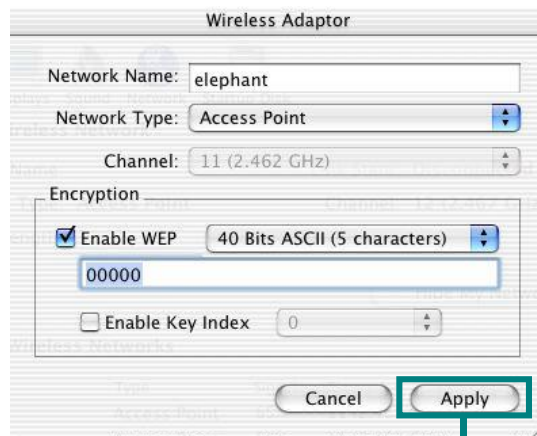 Wireless Adaptor
Network Name: elephant
Network Type: Access Point
Channel: 11 (2.462 GHz)
Encryption
Enable WEP 40 Bits ASCII (5 characters)
00000
Enable Key Index 0
Cancel Apply